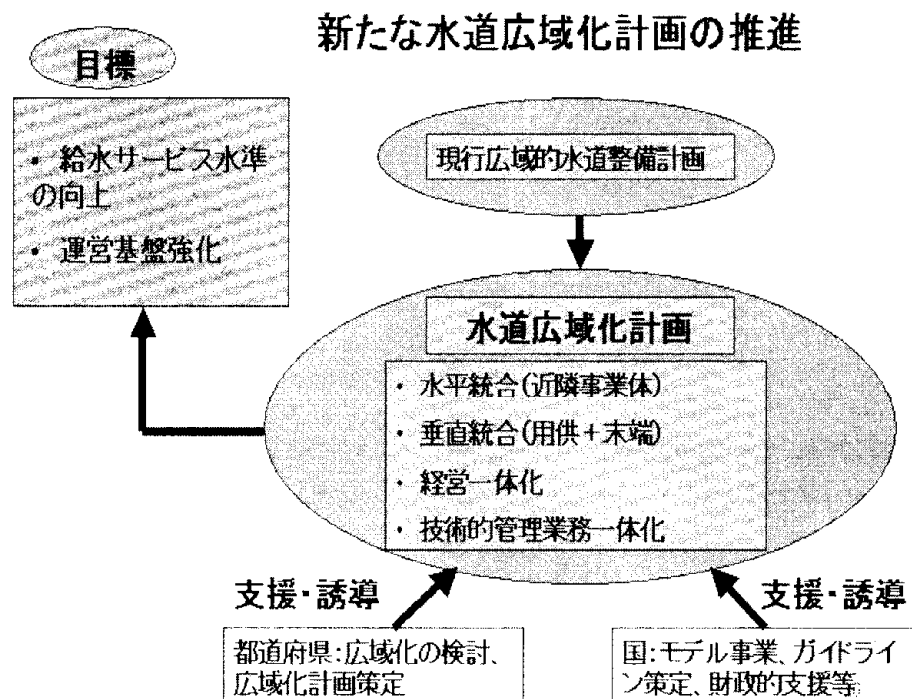 新たな水道広域化計画の推進
目標
・ 給水サービス水準
の向上
・ 運営基盤強化
現行広域的水道整備計画
水道広域化計画
・ 水平統合(近隣事業体)
・ 垂直統合(用供＋末端)
・ 経営一体化
・ 技術的管理業務一体化
支援・誘導
都道府県:広域化の検討、
広域化計画策定
支援・誘導
国:モデル事業、ガイドライ
ン策定、財政的支援等